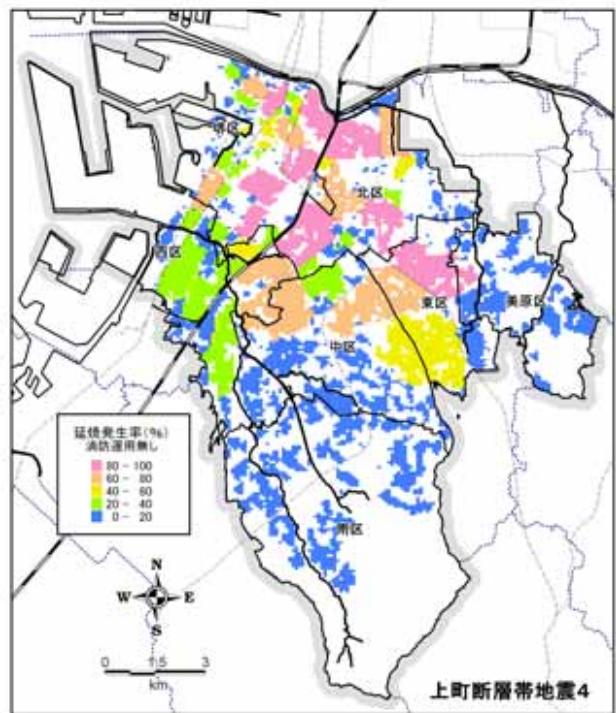 堺区
北区
西区
東区
美原区
中区
延焼発生率(%)
消防運用無し
80 - 100
60 - 80
40 - 60
20 - 40
0 - 20
南区
N
W E
S
0 1.5 3
km
上町断層帯地震4